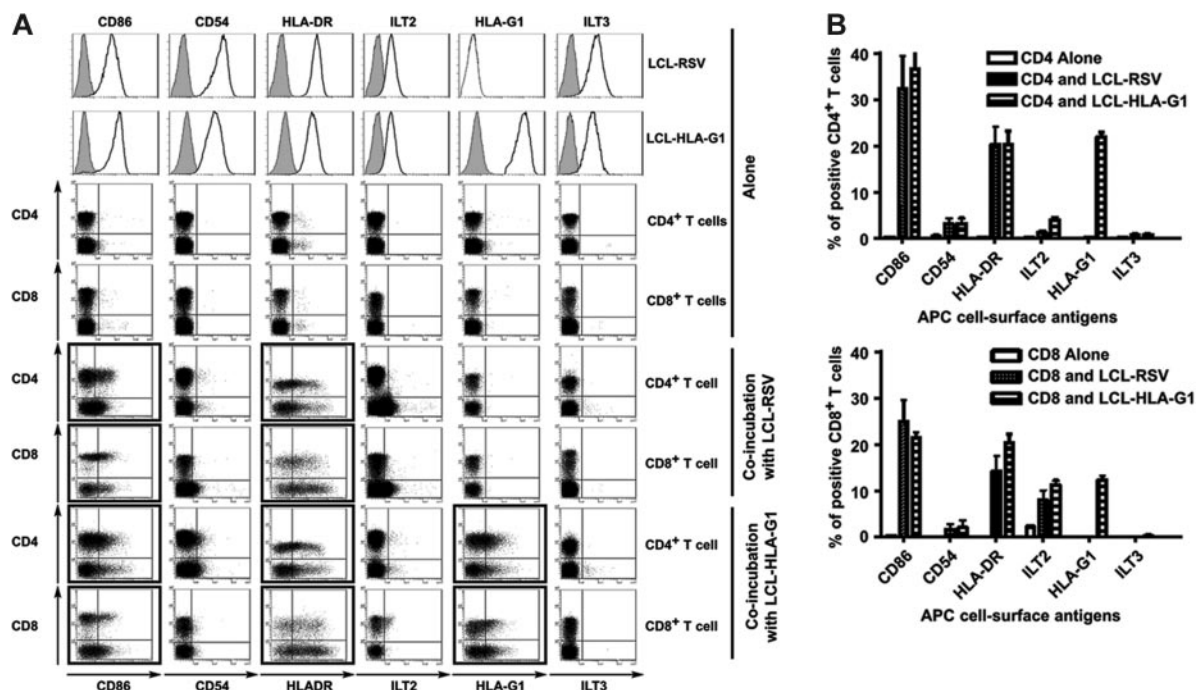 A
CD86 CD54 HLA-DR ILT2 HLA-G1 ILT3
LCL-RSV
LCL-HLA-G1
CD4
CD4+ T cells
CD8
CD8+ T cells
Alone
CD4
CD4+ T cell
CD8
CD8+ T cell
Co-incubation
with LCL-RSV
CD4
CD4+ T cell
CD8
CD8+ T cell
Co-incubation
with LCL-HLA-G1
CD86 CD54 HLADR ILT2 HLA-G1 ILT3
B
% of positive CD4+ T cells
40
30
20
10
0
CD4 Alone
CD4 and LCL-RSV
CD4 and LCL-HLA-G1
CD86 CD54 HLA-DR ILT2 HLA-G1 ILT3
APC cell-surface antigens
% of positive CD8+ T cells
40
30
20
10
0
CD8 Alone
CD8 and LCL-RSV
CD8 and LCL-HLA-G1
CD86 CD54 HLA-DR ILT2 HLA-G1 ILT3
APC cell-surface antigens